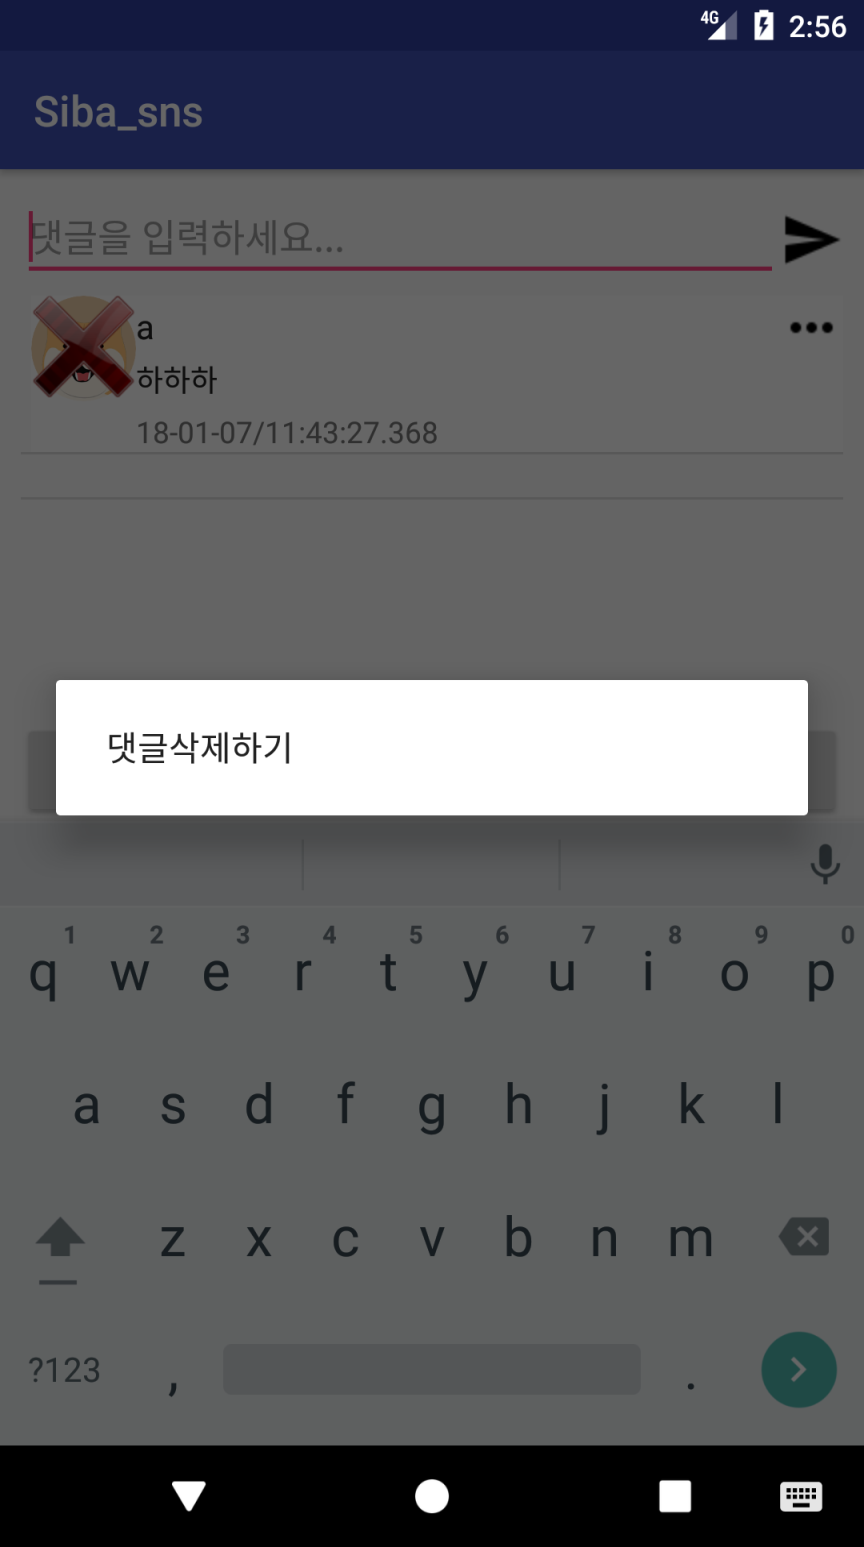 4G 2:56
Siba_sns
댓글을 입력하세요...
a
하하하
18-01-07/11:43:27.368
댓글삭제하기
1 2 3 4 5 6 7 8 9 0
q w e r t y u i o p
a s d f g h j k l
z x c v b n m
?123 , .